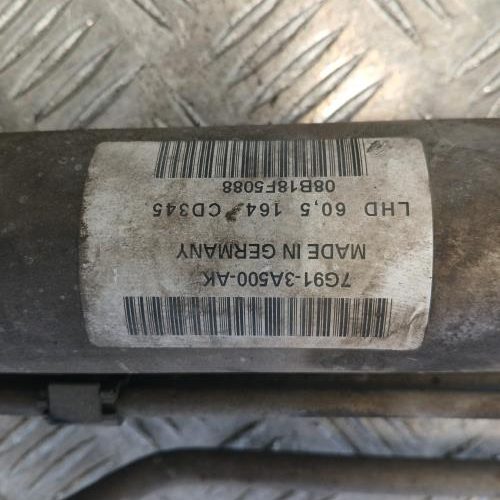 7G91-3A500-AK
MADE IN GERMANY
LHD 60,5 164 CD345
08B18F5088